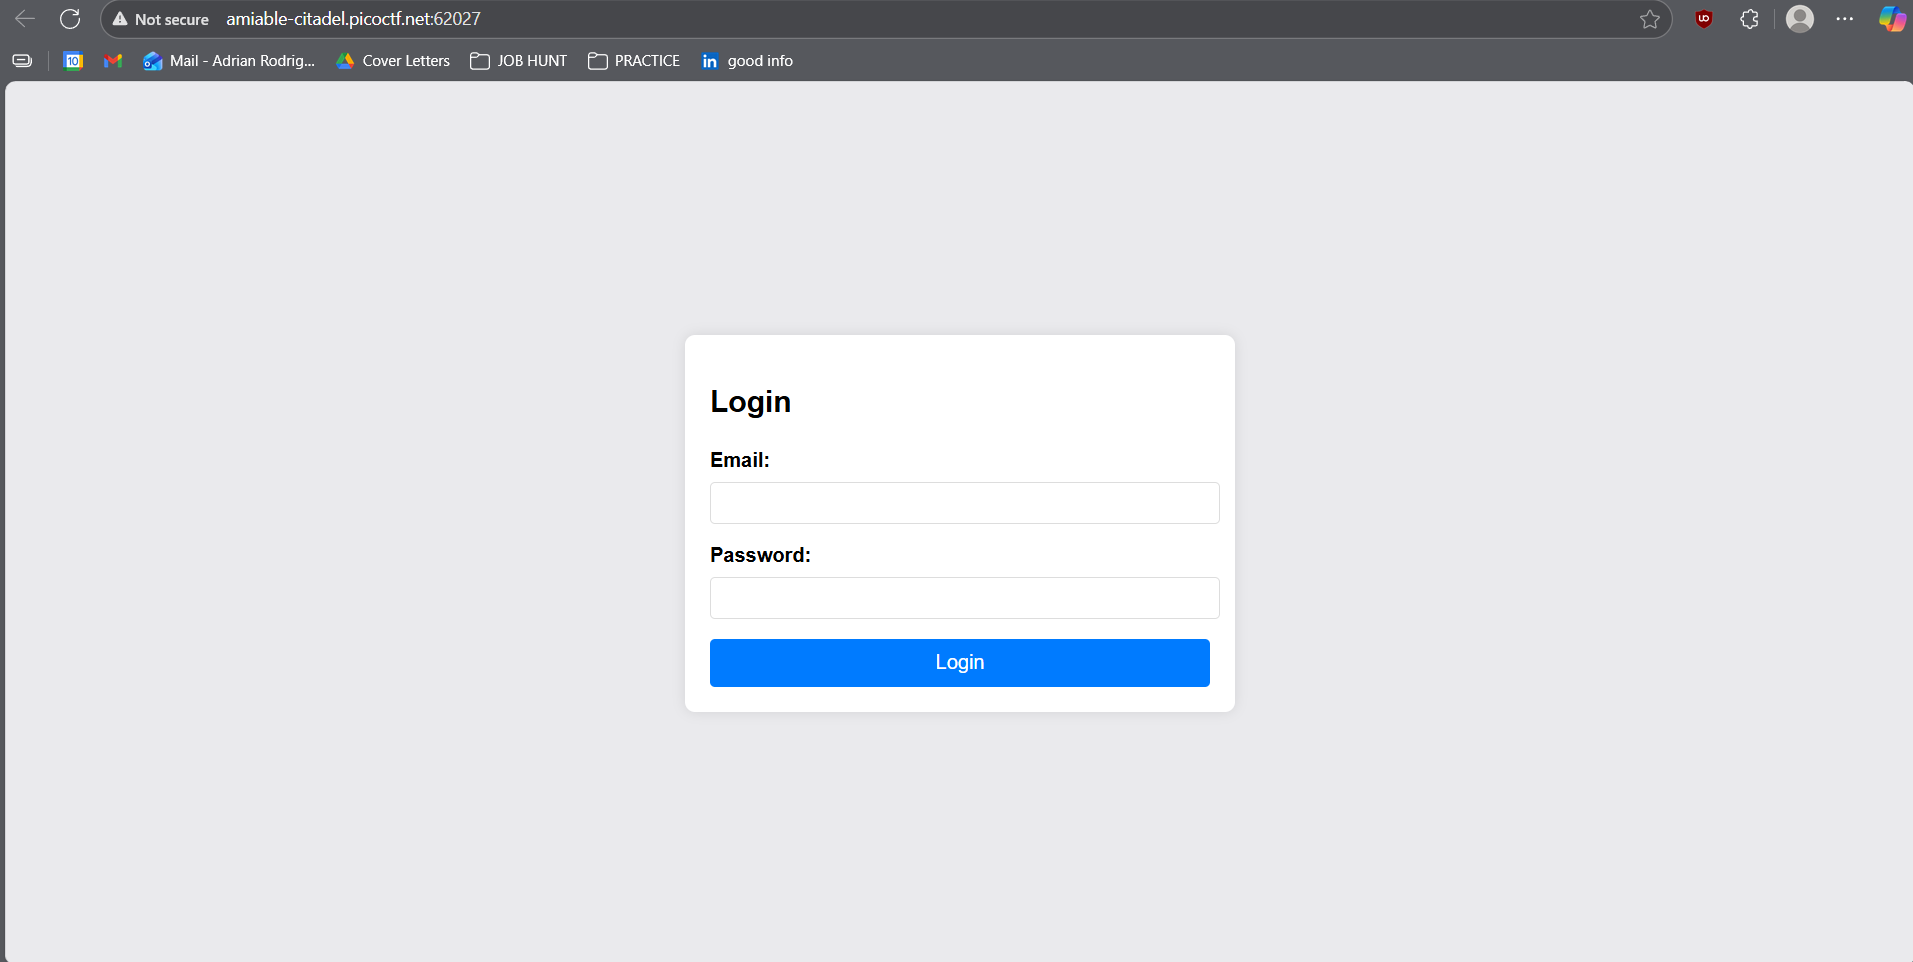 Not secure amiable-citadel.picoctf.net:62027
10 Mail - Adrian Rodrig... Cover Letters JOB HUNT PRACTICE in good info
Login
Email:
Password:
Login